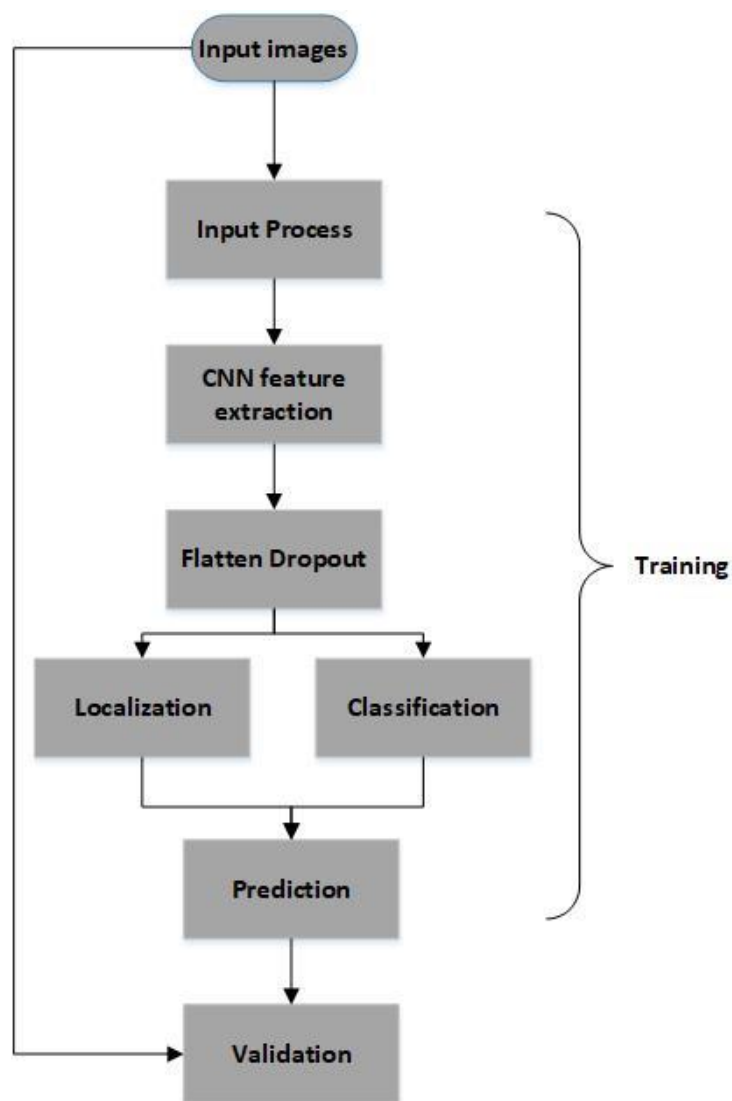 Input images
Input Process
CNN feature
extraction
Flatten Dropout
Training
Localization
Classification
Prediction
Validation